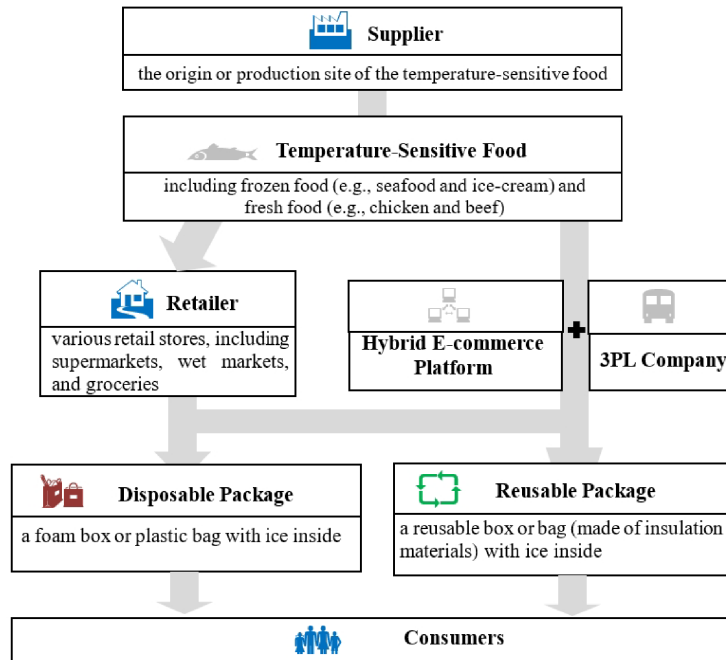 Supplier
the origin or production site of the temperature-sensitive food
Temperature-Sensitive Food
including frozen food (e.g., seafood and ice-cream) and
fresh food (e.g., chicken and beef)
Retailer
various retail stores, including
supermarkets, wet markets,
and groceries
Hybrid E-commerce
Platform
3PL Company
Disposable Package
a foam box or plastic bag with ice inside
Reusable Package
a reusable box or bag (made of insulation
materials) with ice inside
Consumers